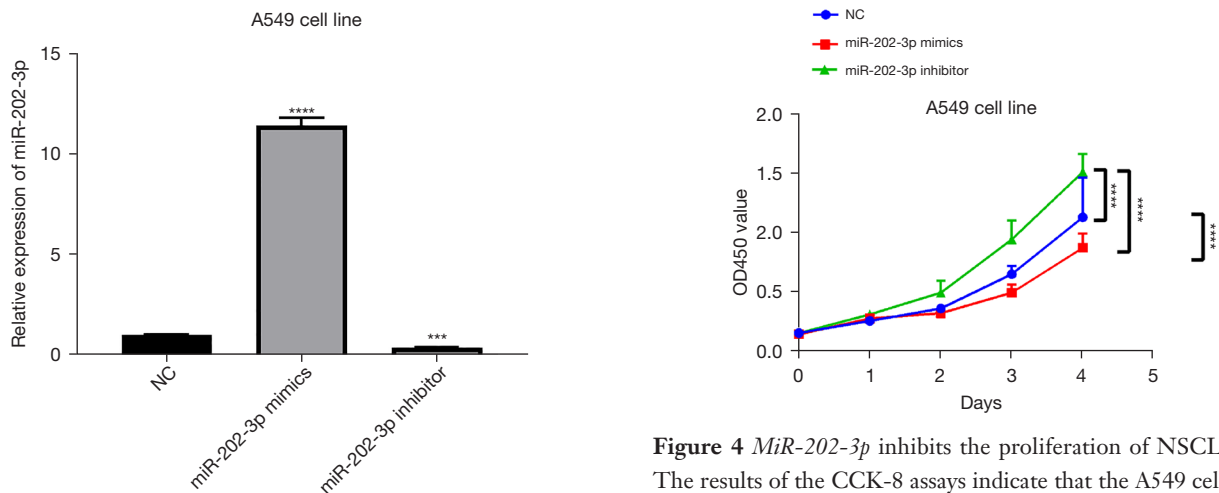 A549 cell line
Relative expression of miR-202-3p
15
10
5
0
****
***
NC
miR-202-3p mimics
miR-202-3p inhibitor
NC
miR-202-3p mimics
miR-202-3p inhibitor
A549 cell line
OD450 value
2.0
1.5
2.0
0.5
0.0
****
****
****
0 1 2 3 4 5
Days
Figure 4 MiR-202-3p inhibits the proliferation of NSCL
The results of the CCK-8 assays indicate that the A549 cel